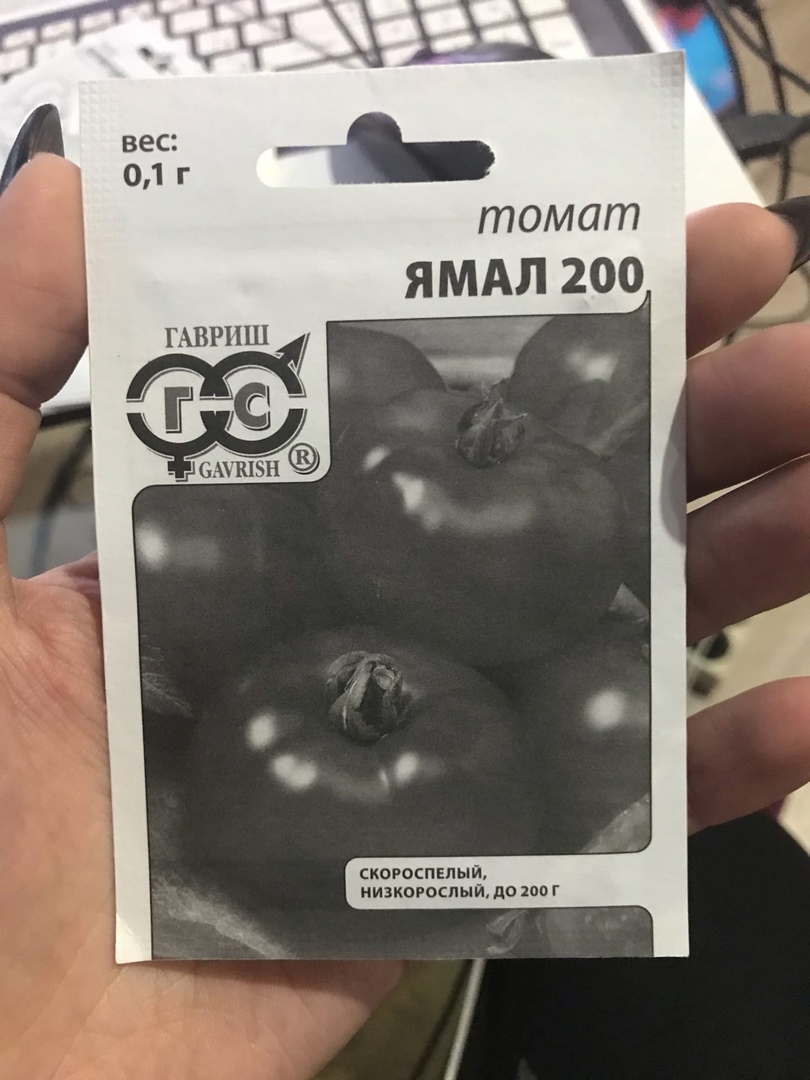 вес:
0,1 г
томат
ЯМАЛ 200
ГАВРИШ
ГС
GAVRISH ®
СКОРОСПЕЛЫЙ,
НИЗКОРОСЛЫЙ, ДО 200 Г